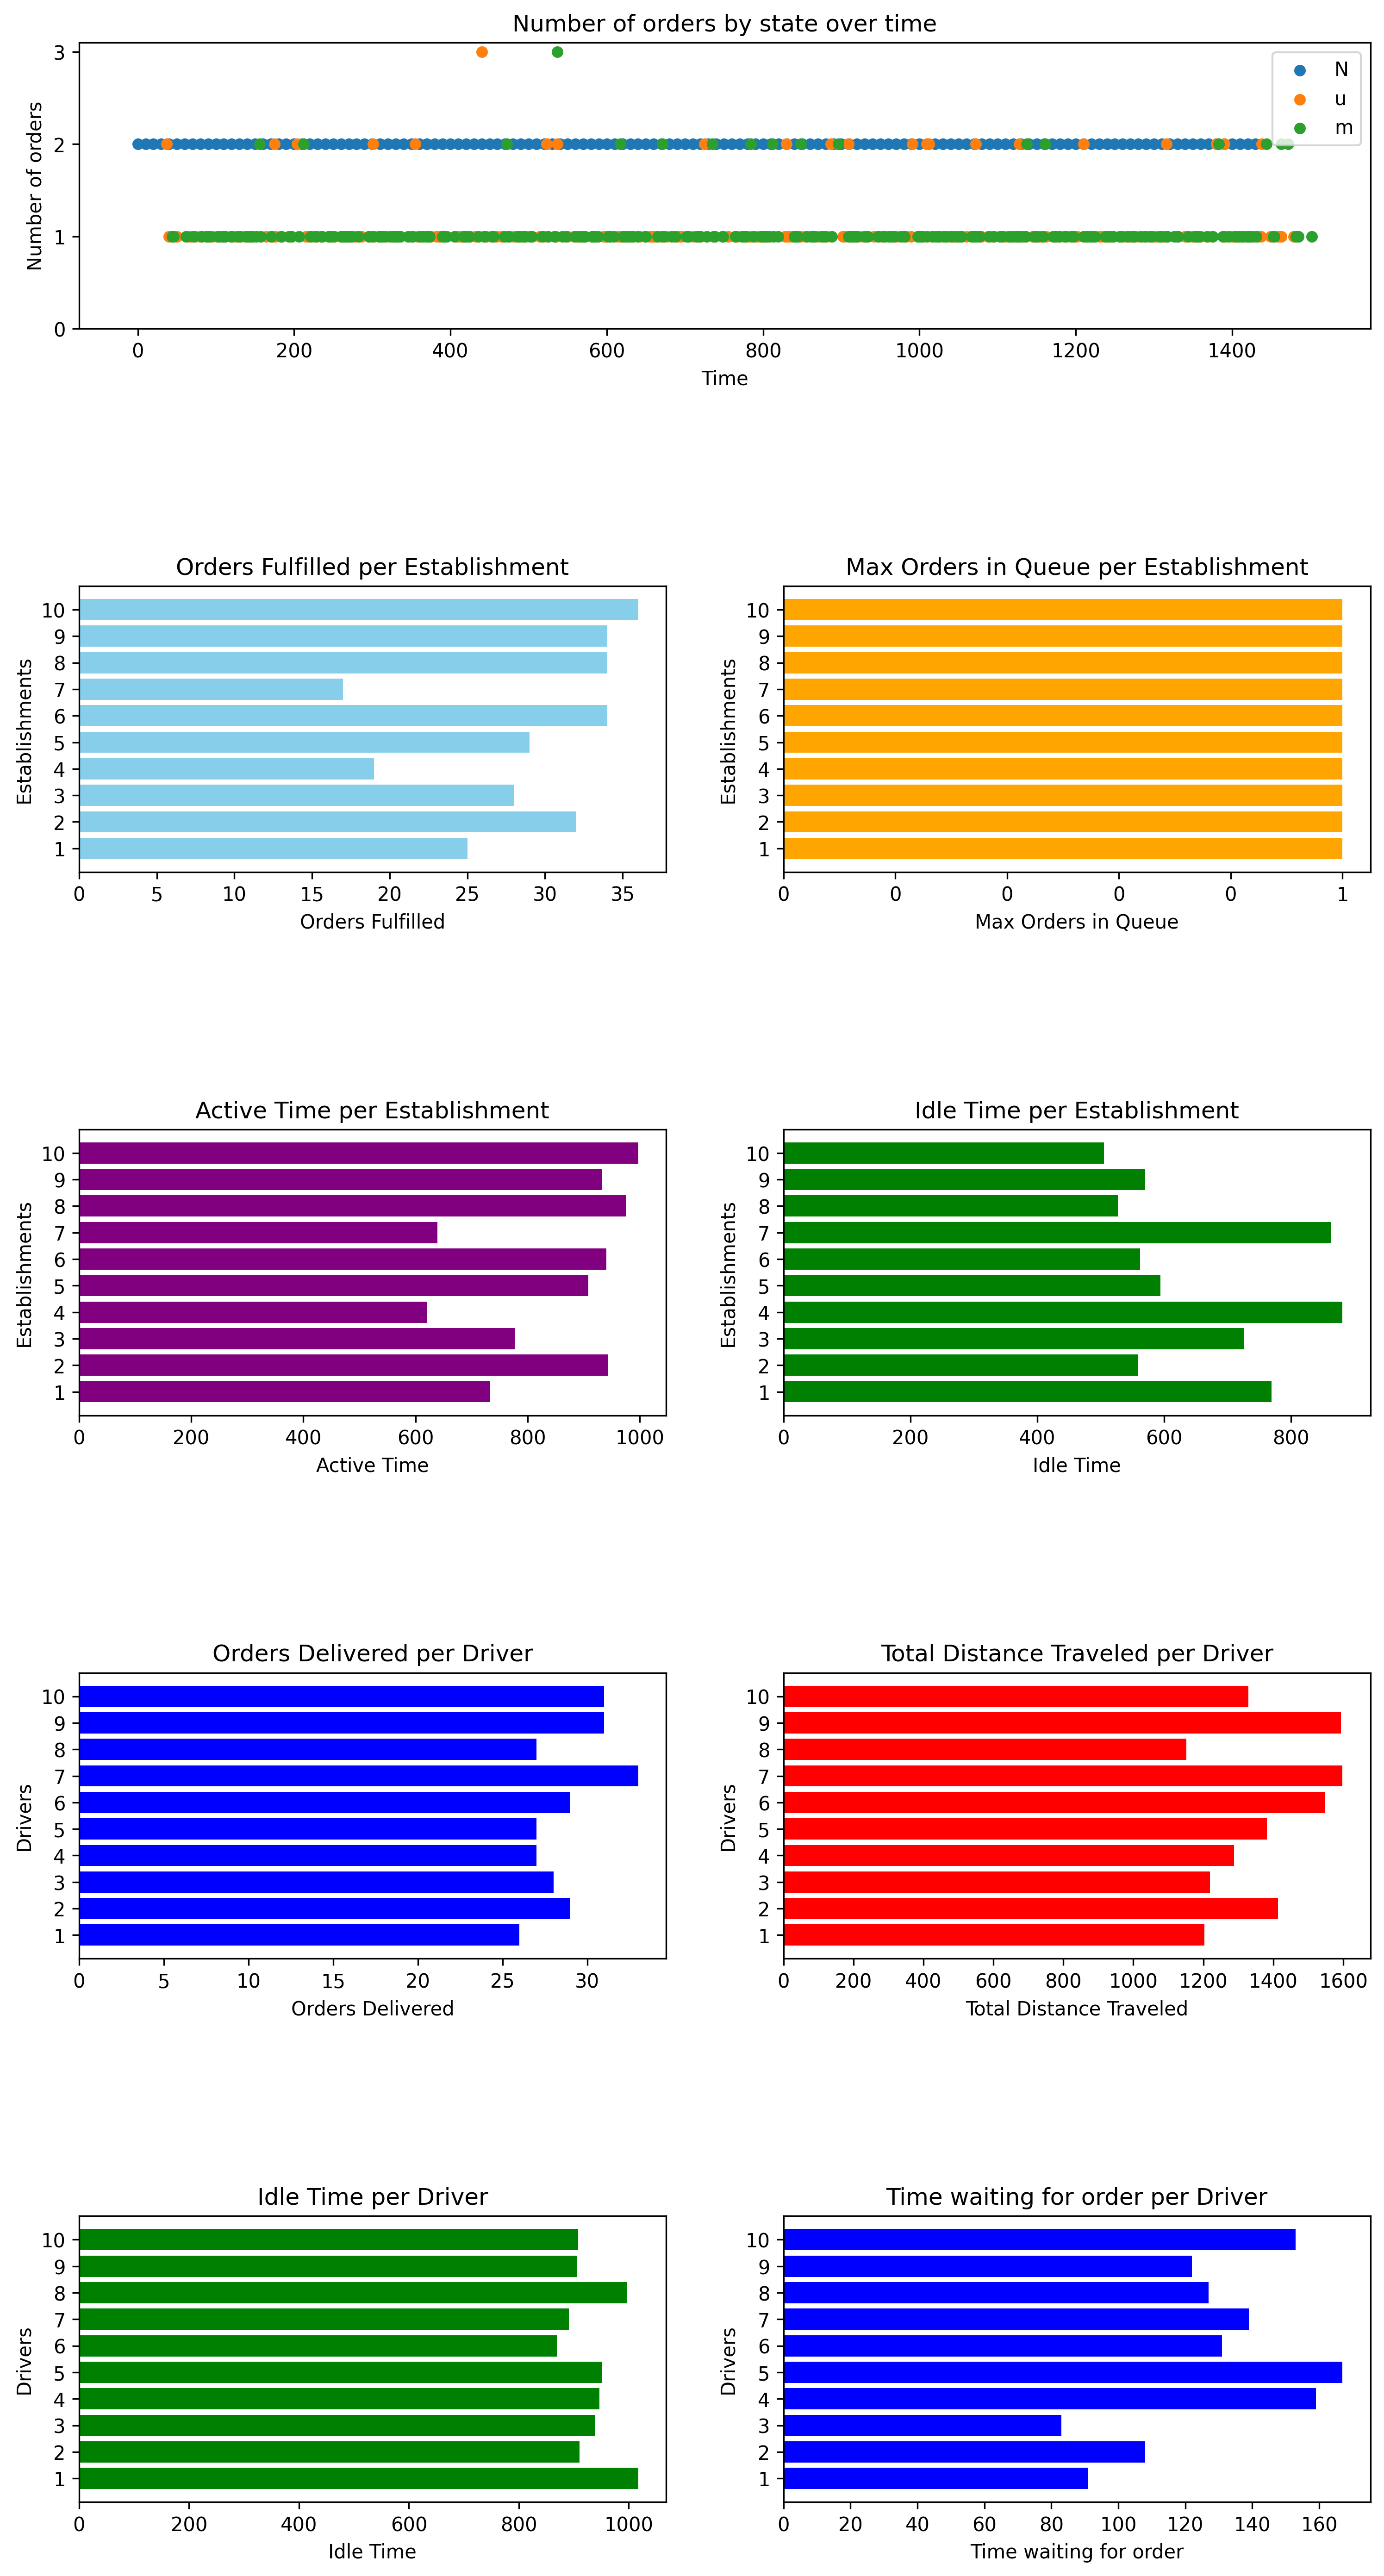 Number of orders by state over time
Number of orders
3
2
1
0
N
u
m
0 200 400 600 800 1000 1200 1400
Time
Orders Fulfilled per Establishment
Establishments
10
9
8
7
6
5
4
3
2
1
0 5 10 15 20 25 30 35
Orders Fulfilled
Max Orders in Queue per Establishment
Establishments
10
9
8
7
6
5
4
3
2
1
0 0 0 0 0 1
Max Orders in Queue
Active Time per Establishment
Establishments
10
9
8
7
6
5
4
3
2
1
0 200 400 600 800 1000
Active Time
Idle Time per Establishment
Establishments
10
9
8
7
6
5
4
3
2
1
0 200 400 600 800
Idle Time
Orders Delivered per Driver
Drivers
10
9
8
7
6
5
4
3
2
1
0 5 10 15 20 25 30
Orders Delivered
Total Distance Traveled per Driver
Drivers
10
9
8
7
6
5
4
3
2
1
0 200 400 600 800 1000 1200 1400 1600
Total Distance Traveled
Idle Time per Driver
Drivers
10
9
8
7
6
5
4
3
2
1
0 200 400 600 800 1000
Idle Time
Time waiting for order per Driver
Drivers
10
9
8
7
6
5
4
3
2
1
0 20 40 60 80 100 120 140 160
Time waiting for order